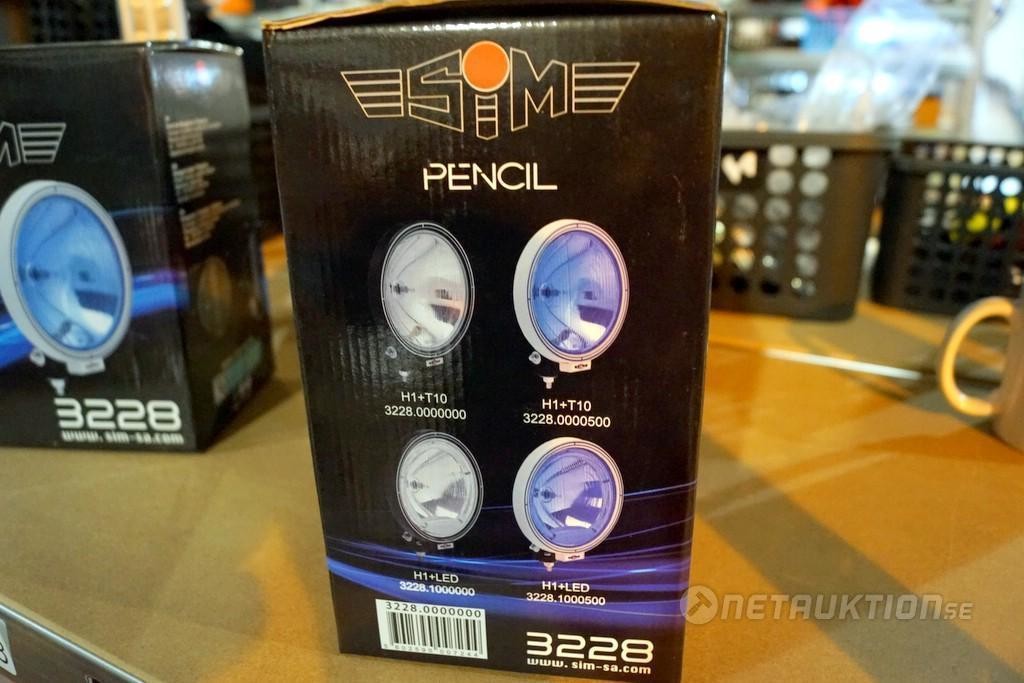 SIM
PENCIL
H1+T10
3228.0000000
H1+T10
3228.0000500
H1+LED
3228.1000000
H1+LED
3228.1000500
3228.0000000
3228
www.sim-sa.com
M
3228
www.sim-sa.com
NETAUKTION.SE